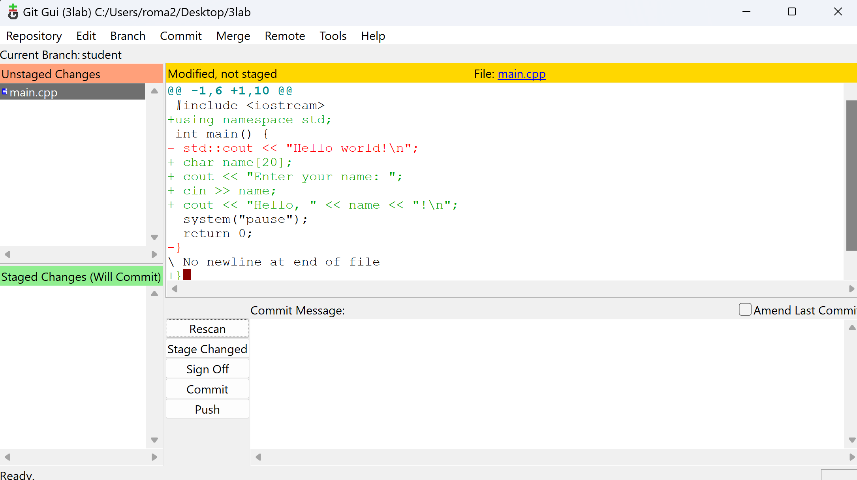 Git Gui (3lab) C:/Users/roma2/Desktop/3lab
Repository Edit Branch Commit Merge Remote Tools Help
Current Branch: student
Unstaged Changes
main.cpp
Modified, not staged File: main.cpp
@@ -1,6 +1,10 @@
#include <iostream>
+using namespace std;
int main() {
- std::cout << "Hello world!\n";
+ char name[20];
+ cout << "Enter your name: ";
+ cin >> name;
+ cout << "Hello, " << name << "!\n";
system("pause");
return 0;
-}
\ No newline at end of file
+}
Staged Changes (Will Commit)
Commit Message: Amend Last Commi
Rescan
Stage Changed
Sign Off
Commit
Push
Ready.